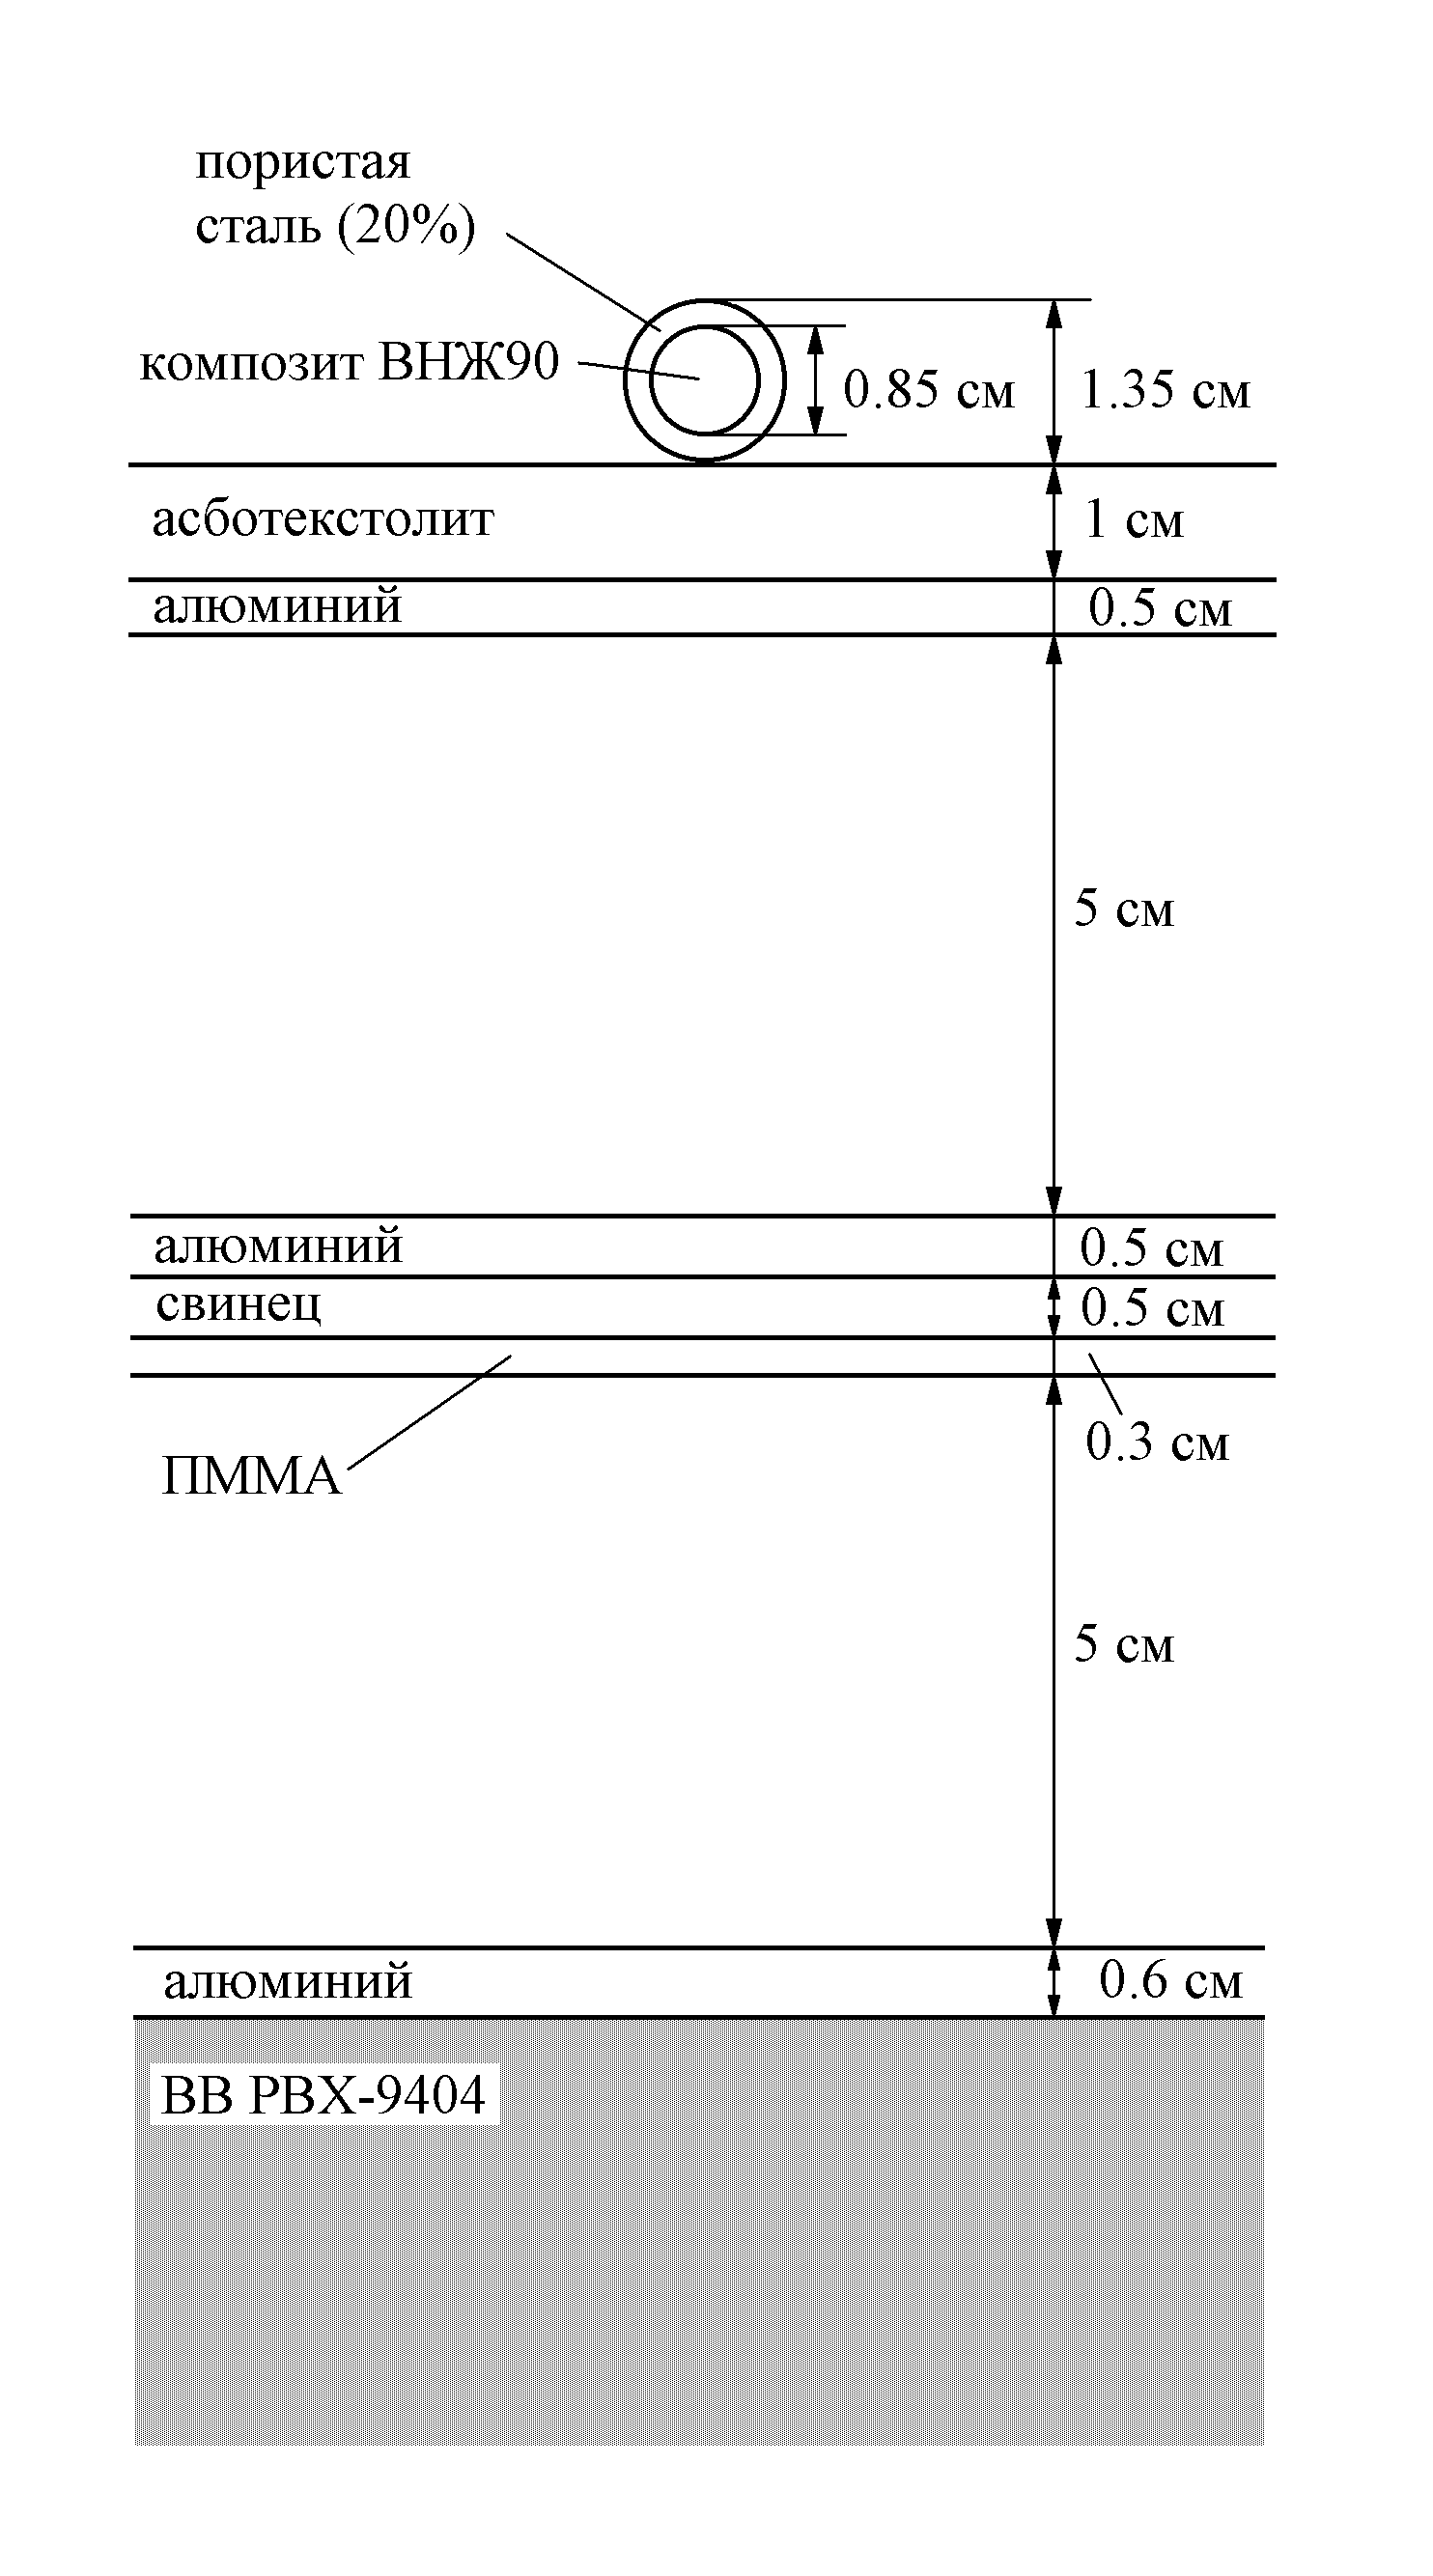 пористая
сталь (20%)
композит ВНЖ90
0.85 см
1.35 см
асботекстолит
1 см
алюминий
0.5 см
5 см
алюминий
0.5 см
свинец
0.5 см
0.3 см
ПММА
5 см
алюминий
0.6 см
ВВ PBX-9404